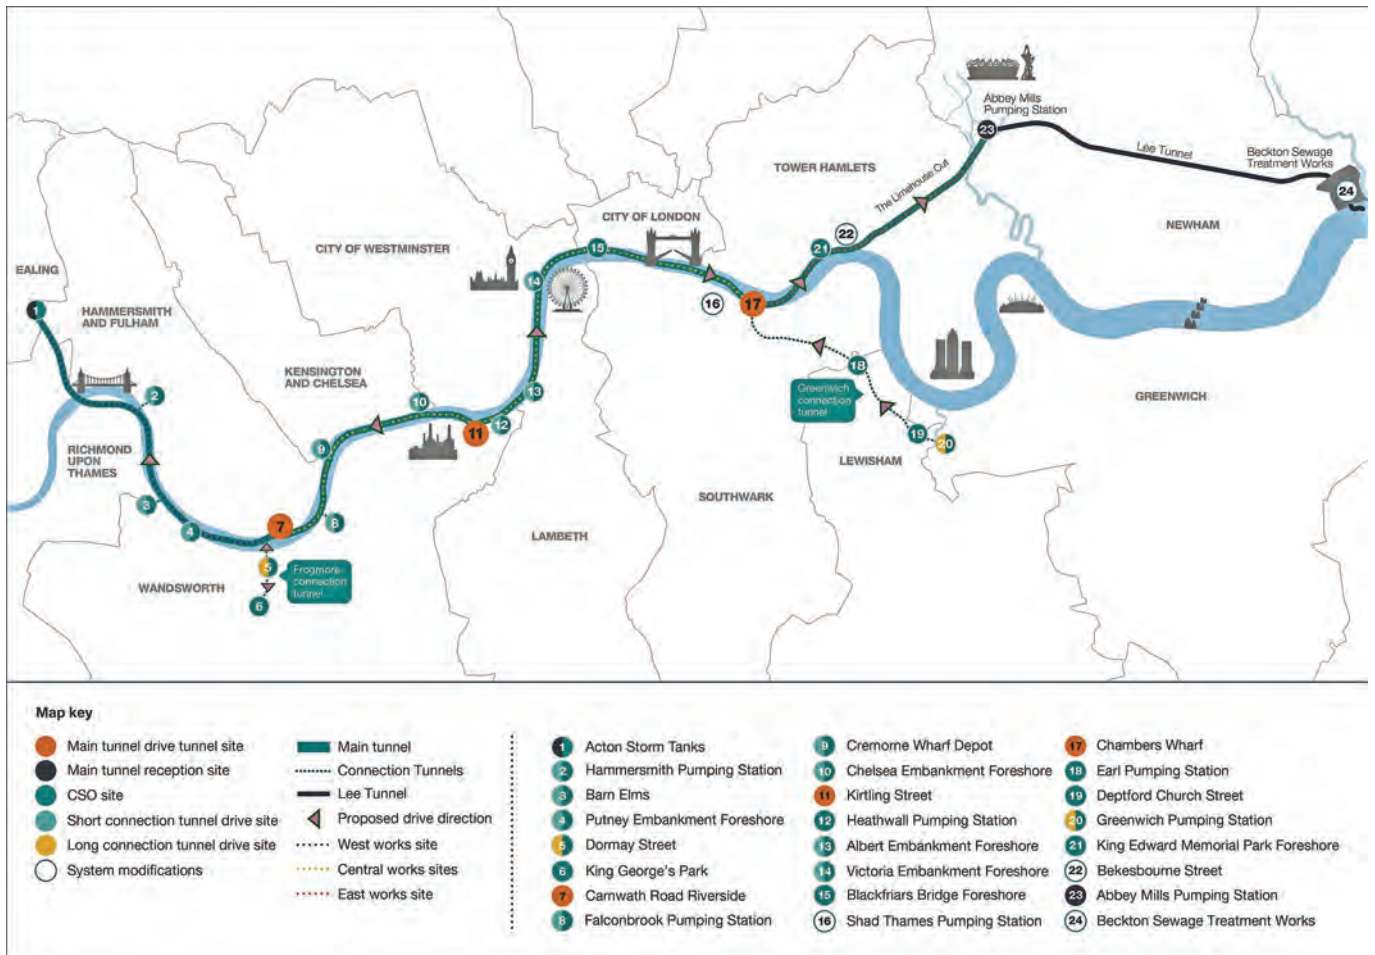 Abbey Mills
Pumping Station
23
Lee Tunnel
Beckton Sewage
Treatment Works
24
TOWER HAMLETS
The Limehouse Cut
NEWHAM
CITY OF LONDON
22
21
CITY OF WESTMINSTER
15
EALING
14
16
17
1
HAMMERSMITH
AND FULHAM
KENSINGTON
AND CHELSEA
18
Greenwich
connection
tunnel
GREENWICH
2
10
13
12
11
19
20
RICHMOND
UPON
THAMES
9
LEWISHAM
3
SOUTHWARK
4
7
8
LAMBETH
5
Frogmore
connection
tunnel
WANDSWORTH
6
Map key
Main tunnel drive tunnel site
Main tunnel reception site
CSO site
Short connection tunnel drive site
Long connection tunnel drive site
System modifications
Main tunnel
Connection Tunnels
Lee Tunnel
Proposed drive direction
West works site
Central works sites
East works site
1 Acton Storm Tanks
2 Hammersmith Pumping Station
3 Barn Elms
4 Putney Embankment Foreshore
5 Dormay Street
6 King George's Park
7 Carnwath Road Riverside
8 Falconbrook Pumping Station
9 Cremorne Wharf Depot
10 Chelsea Embankment Foreshore
11 Kirtling Street
12 Heathwall Pumping Station
13 Albert Embankment Foreshore
14 Victoria Embankment Foreshore
15 Blackfriars Bridge Foreshore
16 Shad Thames Pumping Station
17 Chambers Wharf
18 Earl Pumping Station
19 Deptford Church Street
20 Greenwich Pumping Station
21 King Edward Memorial Park Foreshore
22 Bekesbourne Street
23 Abbey Mills Pumping Station
24 Beckton Sewage Treatment Works